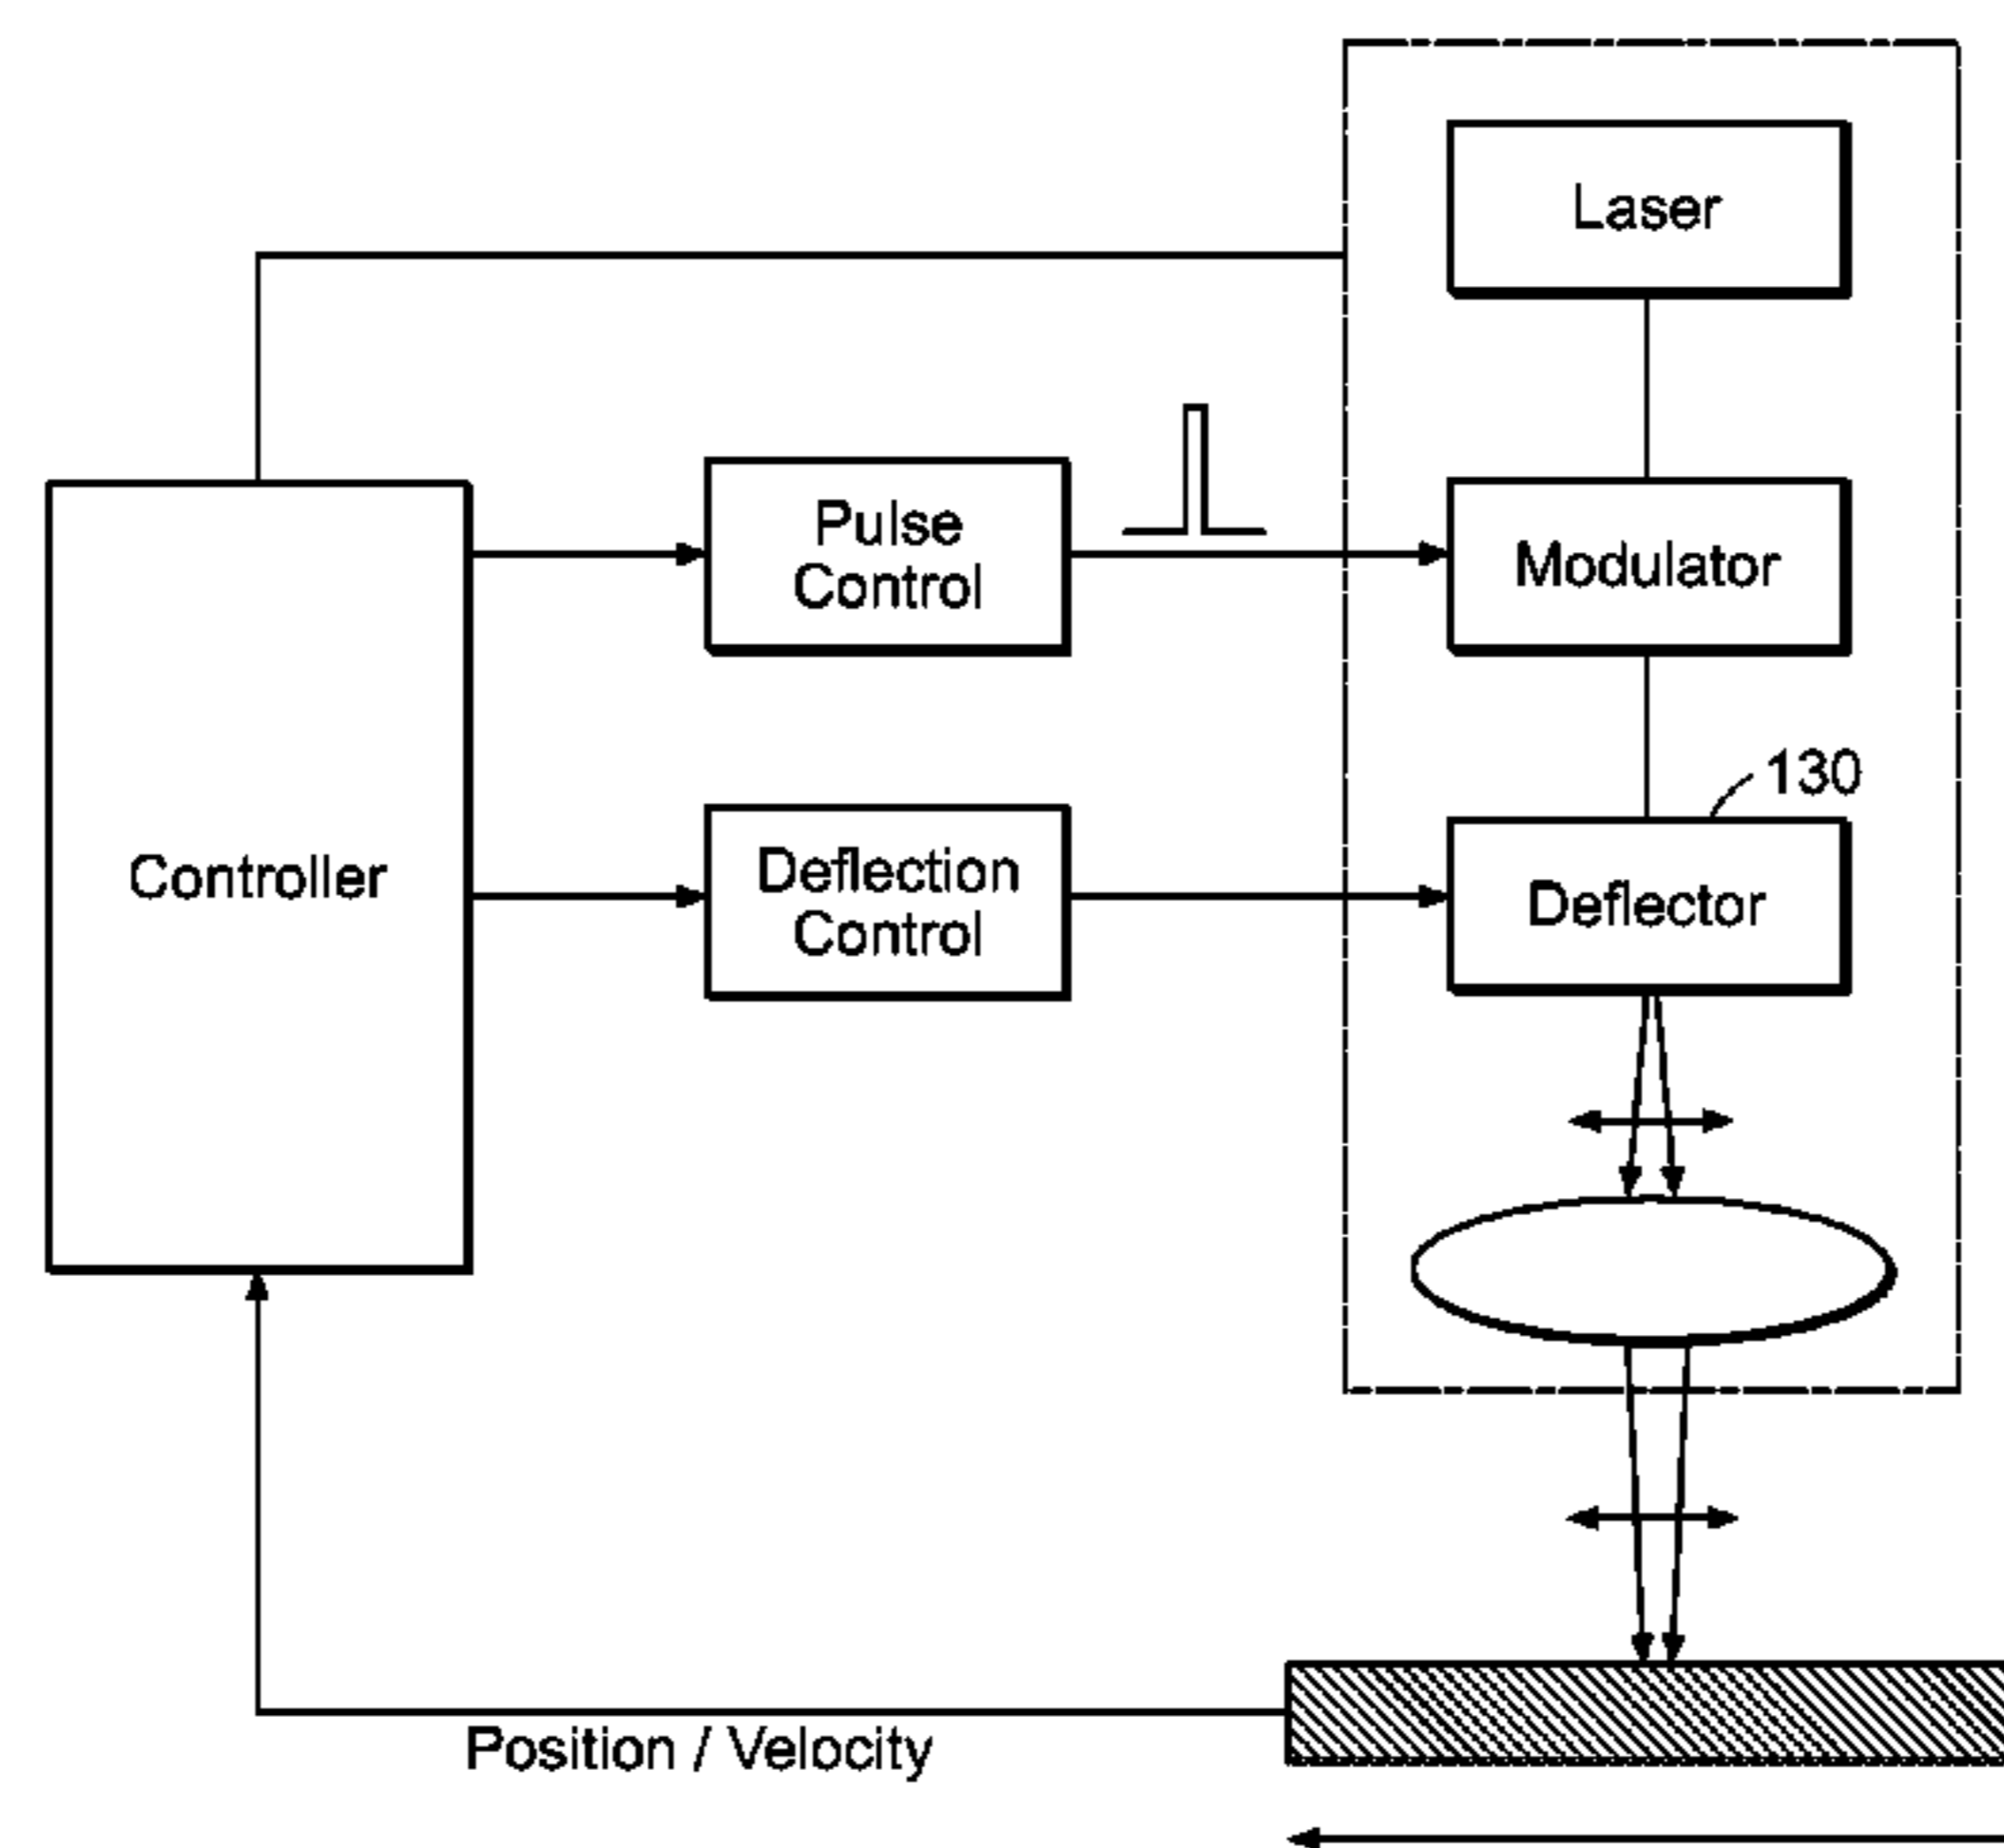 Laser
Pulse
Control
Modulator
130
Controller
Deflection
Control
Deflector
Position / Velocity